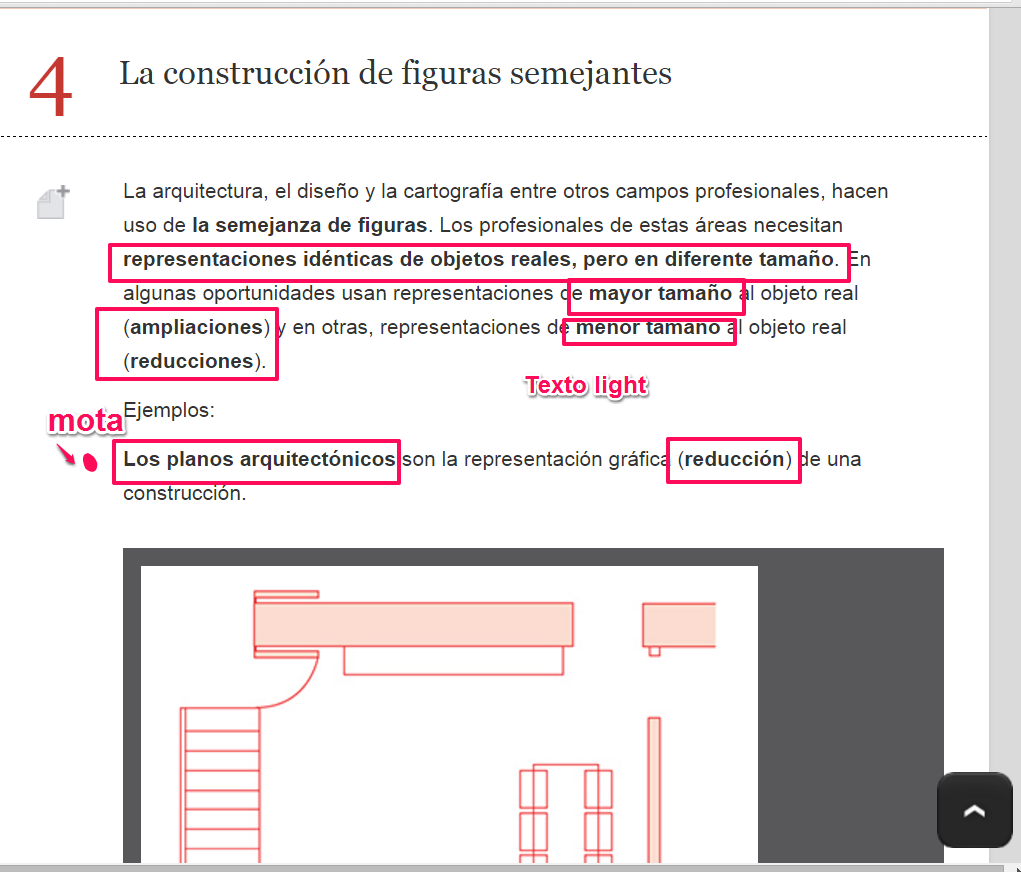 4
La construcción de figuras semejantes
La arquitectura, el diseño y la cartografía entre otros campos profesionales, hacen
uso de la semejanza de figuras. Los profesionales de estas áreas necesitan
representaciones idénticas de objetos reales, pero en diferente tamaño. En
algunas oportunidades usan representaciones de mayor tamaño al objeto real
(ampliaciones) y en otras, representaciones de menor tamaño al objeto real
(reducciones).
Texto light
Ejemplos:
mota
Los planos arquitectónicos son la representación gráfica (reducción) de una
construcción.